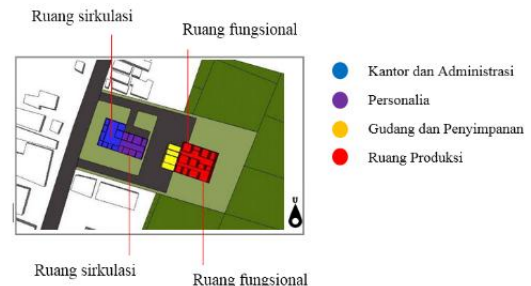 Ruang sirkulasi
Ruang fungsional
Kantor dan Administrasi
Personalia
Gudang dan Penyimpanan
Ruang Produksi
U
Ruang sirkulasi
Ruang fungsional